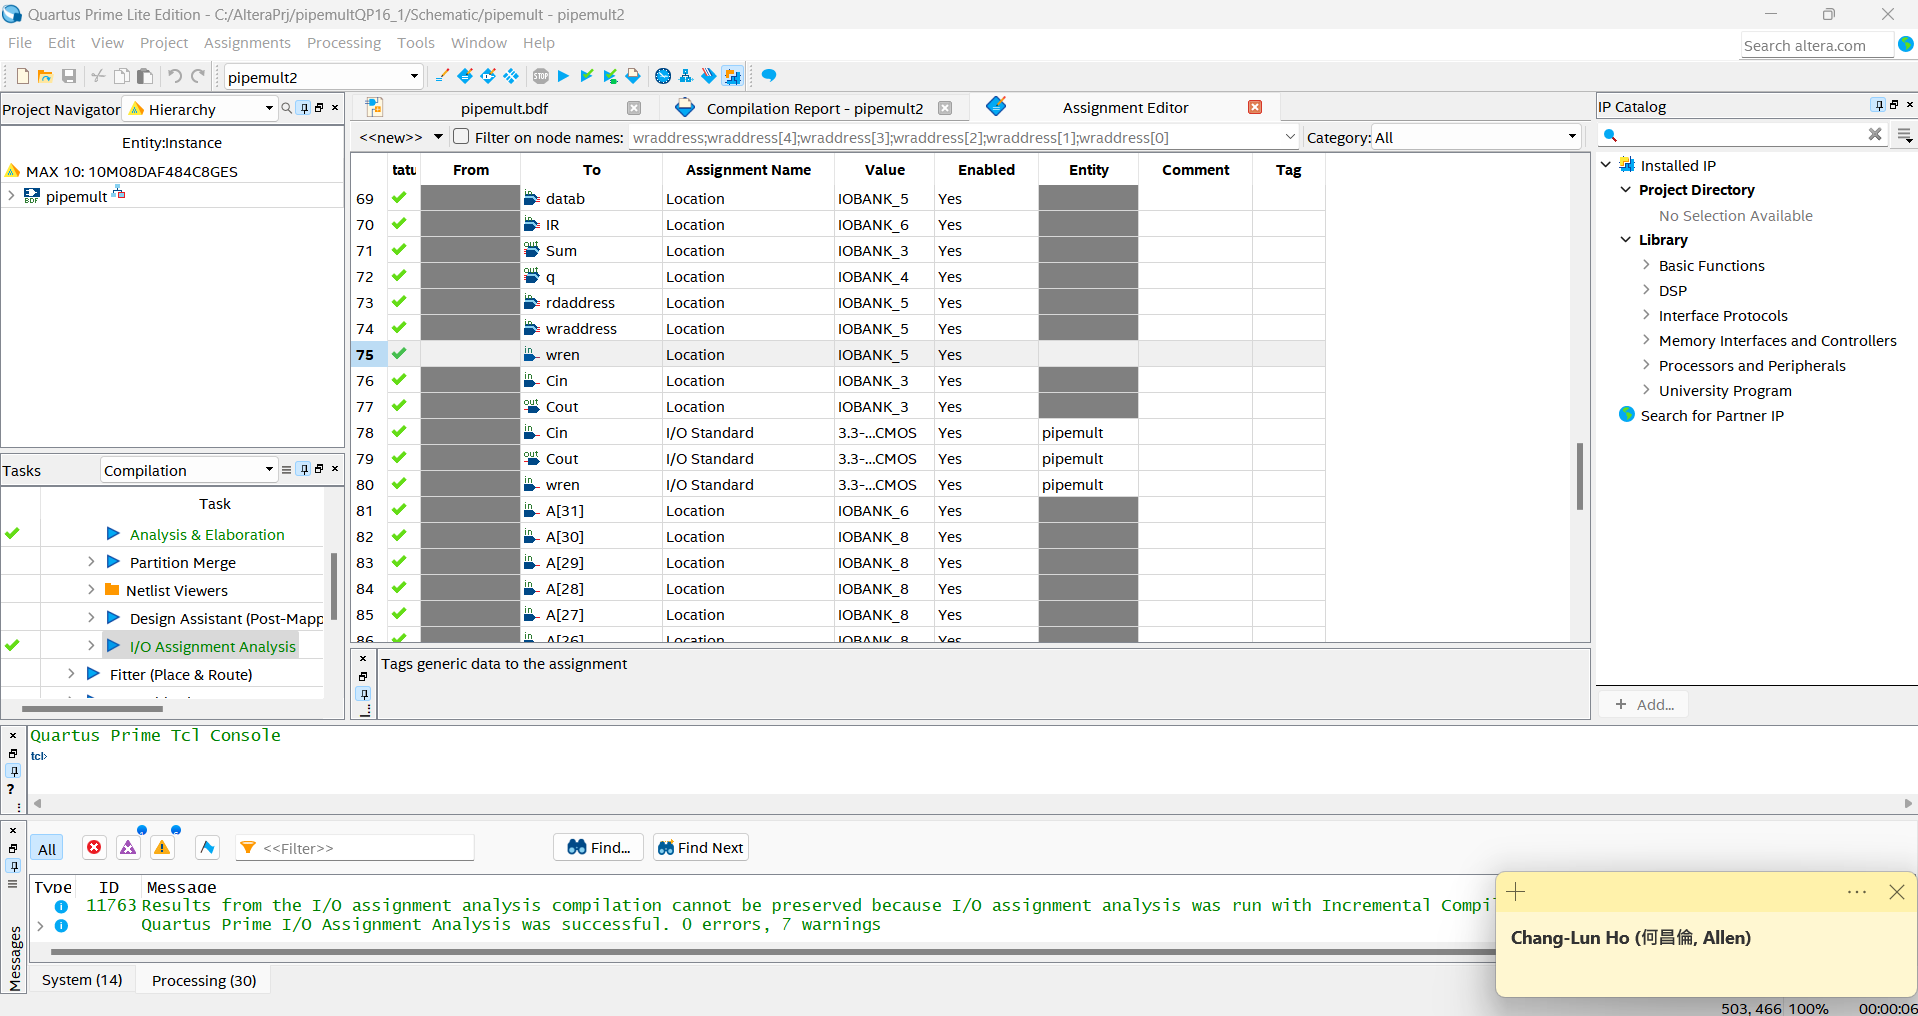 Quartus Prime Lite Edition - C:/AlteraPrj/pipemultQP16_1/Schematic/pipemult - pipemult2
File Edit View Project Assignments Processing Tools Window Help
Search altera.com
pipemult2
Project Navigator Hierarchy
Entity:Instance
MAX 10: 10M08DAF484C8GES
pipemult
Tasks Compilation
Task
Analysis & Elaboration
Partition Merge
Netlist Viewers
Design Assistant (Post-Mapp
I/O Assignment Analysis
Fitter (Place & Route)
pipemult.bdf Compilation Report - pipemult2 Assignment Editor
<<new>> Filter on node names: wraddress;wraddress[4];wraddress[3];wraddress[2];wraddress[1];wraddress[0] Category: All
tatu From To Assignment Name Value Enabled Entity Comment Tag
69 datab Location IOBANK_5 Yes
70 IR Location IOBANK_6 Yes
71 Sum Location IOBANK_3 Yes
72 q Location IOBANK_4 Yes
73 rdaddress Location IOBANK_5 Yes
74 wraddress Location IOBANK_5 Yes
75 wren Location IOBANK_5 Yes
76 Cin Location IOBANK_3 Yes
77 Cout Location IOBANK_3 Yes
78 Cin I/O Standard 3.3-...CMOS Yes pipemult
79 Cout I/O Standard 3.3-...CMOS Yes pipemult
80 wren I/O Standard 3.3-...CMOS Yes pipemult
81 A[31] Location IOBANK_6 Yes
82 A[30] Location IOBANK_8 Yes
83 A[29] Location IOBANK_8 Yes
84 A[28] Location IOBANK_8 Yes
85 A[27] Location IOBANK_8 Yes
86 A[26] Location IOBANK_8 Yes
Tags generic data to the assignment
IP Catalog
Installed IP
Project Directory
No Selection Available
Library
Basic Functions
DSP
Interface Protocols
Memory Interfaces and Controllers
Processors and Peripherals
University Program
Search for Partner IP
+ Add...
Quartus Prime Tcl Console
tcl>
All <<Filter>> Find... Find Next
Type ID Message
11763 Results from the I/O assignment analysis compilation cannot be preserved because I/O assignment analysis was run with Incremental Compi
Quartus Prime I/O Assignment Analysis was successful. 0 errors, 7 warnings
Messages
System (14) Processing (30)
Chang-Lun Ho (何昌倫, Allen)
503, 466 100% 00:00:06